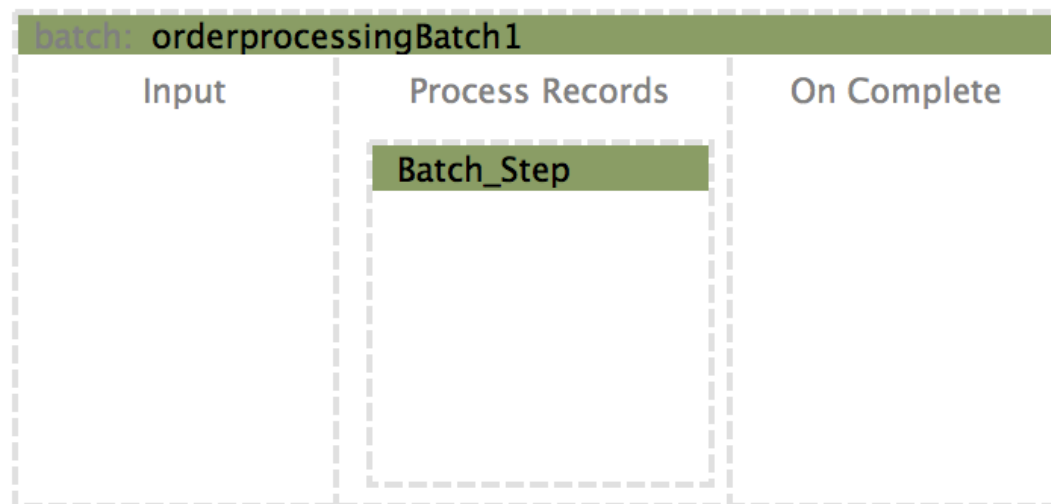 batch: orderprocessingBatch1
Input Process Records On Complete
Batch_Step